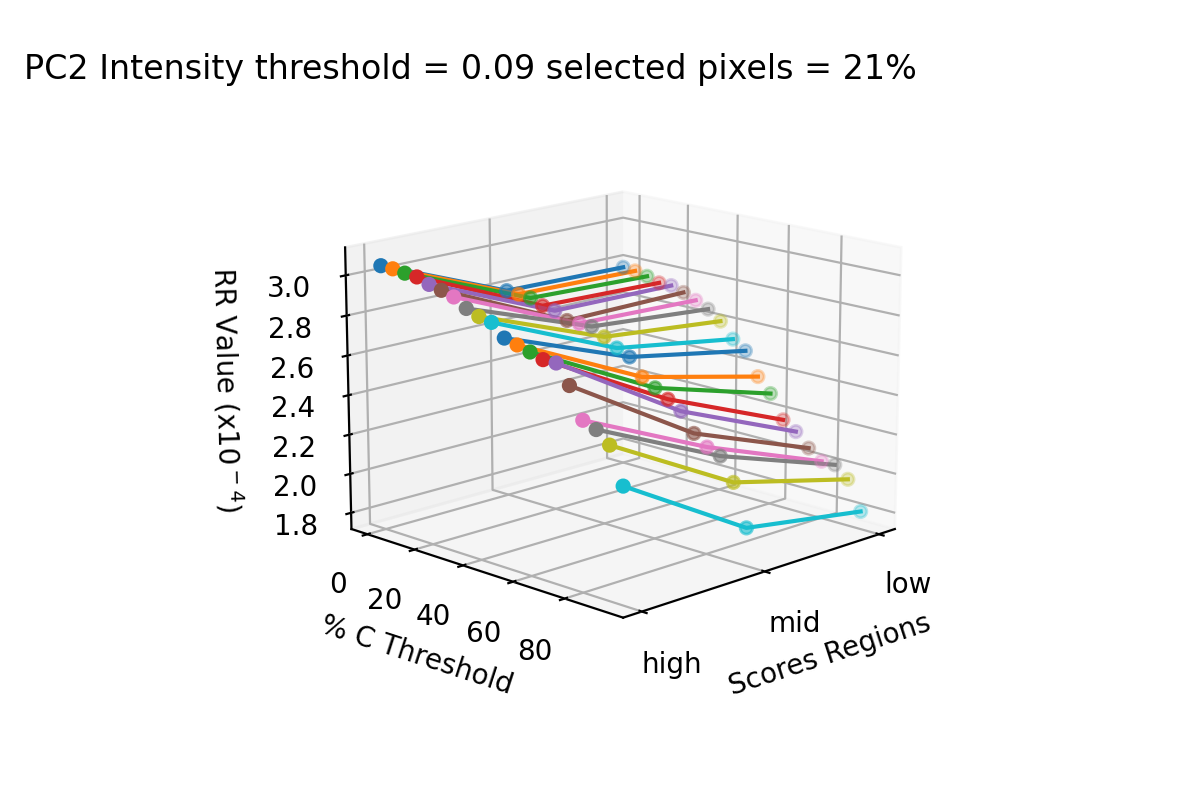 PC2 Intensity threshold = 0.09 selected pixels = 21%
RR Value (x10⁻⁴)
3.0
2.8
2.6
2.4
2.2
2.0
1.8
0
20
40
60
80
% C Threshold
high
mid
low
Scores Regions